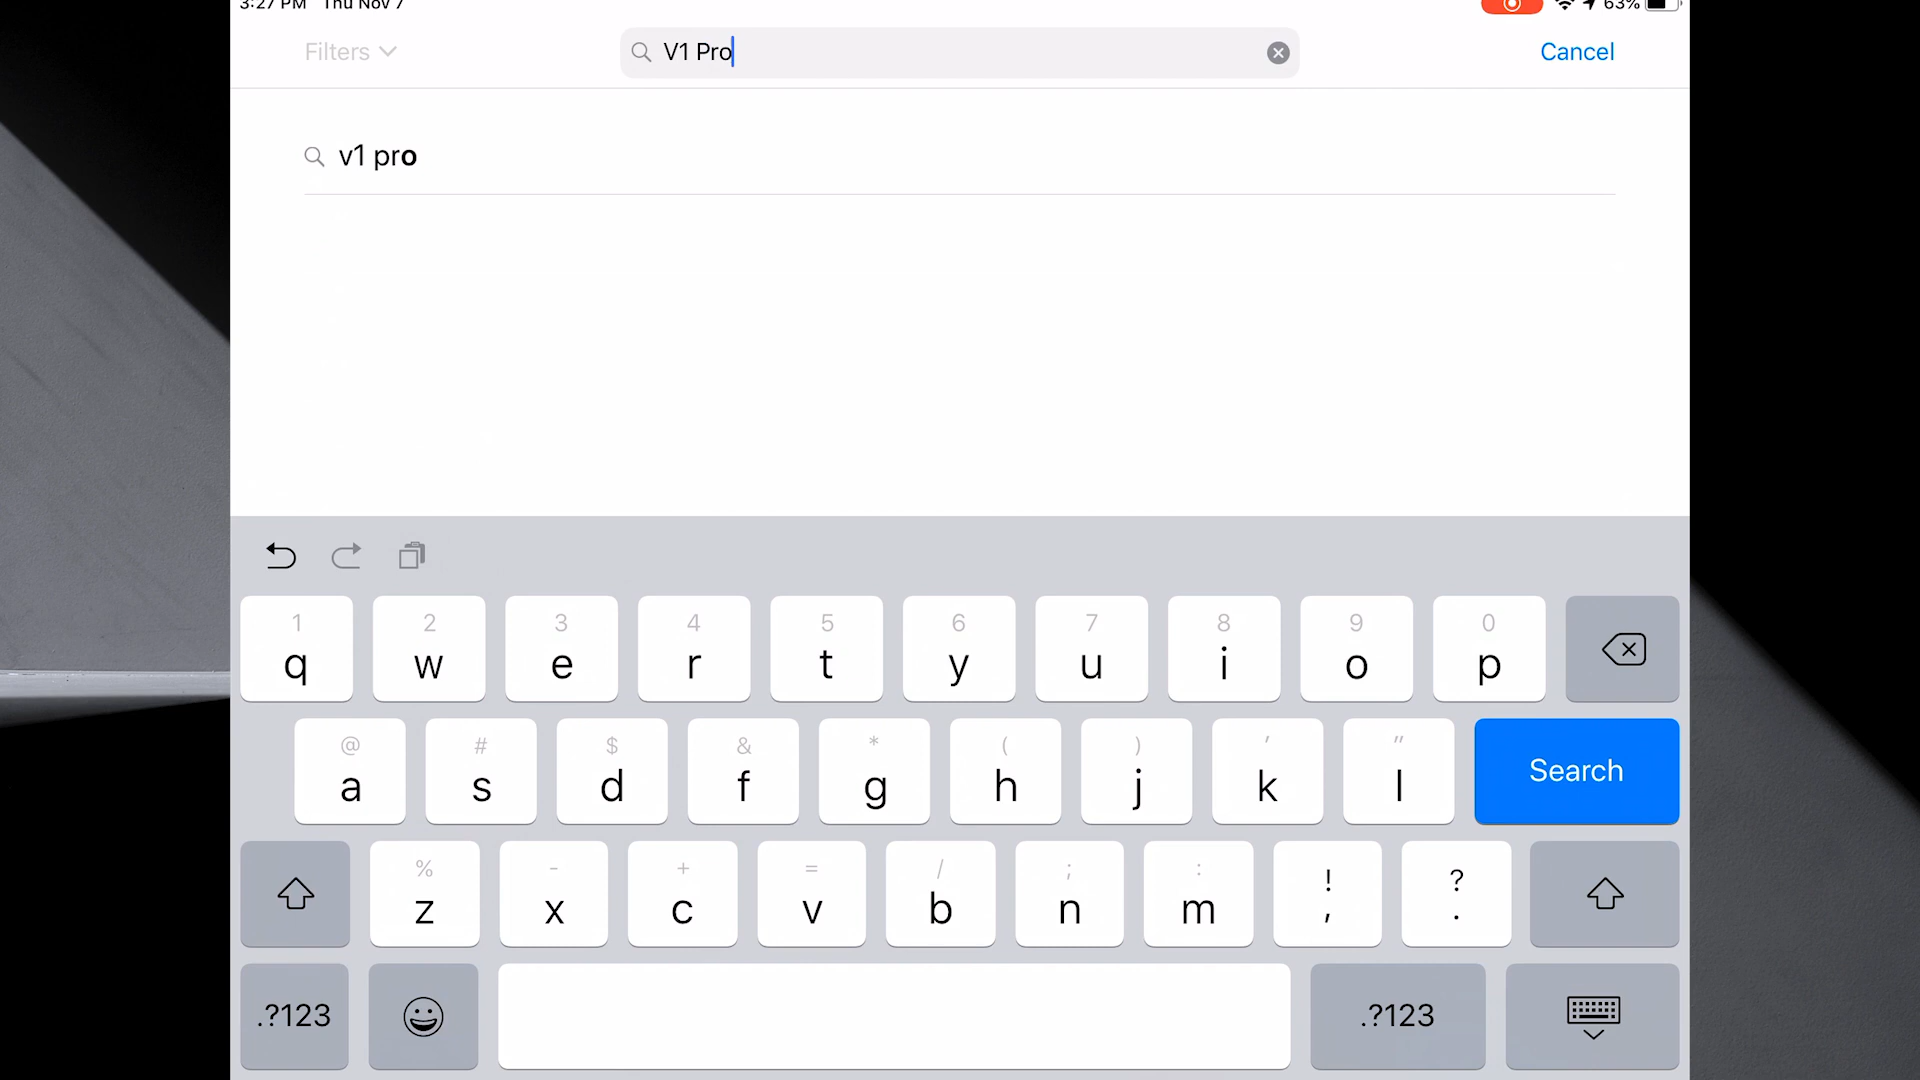 3:27 PM Thu Nov 7 63%
Filters V1 Pro Cancel
v1 pro
1 2 3 4 5 6 7 8 9 0
q w e r t y u i o p
@ # $ & * ( ) ' "
a s d f g h j k l Search
% - + = / ; : ! ?
z x c v b n m , .
.?123 .?123